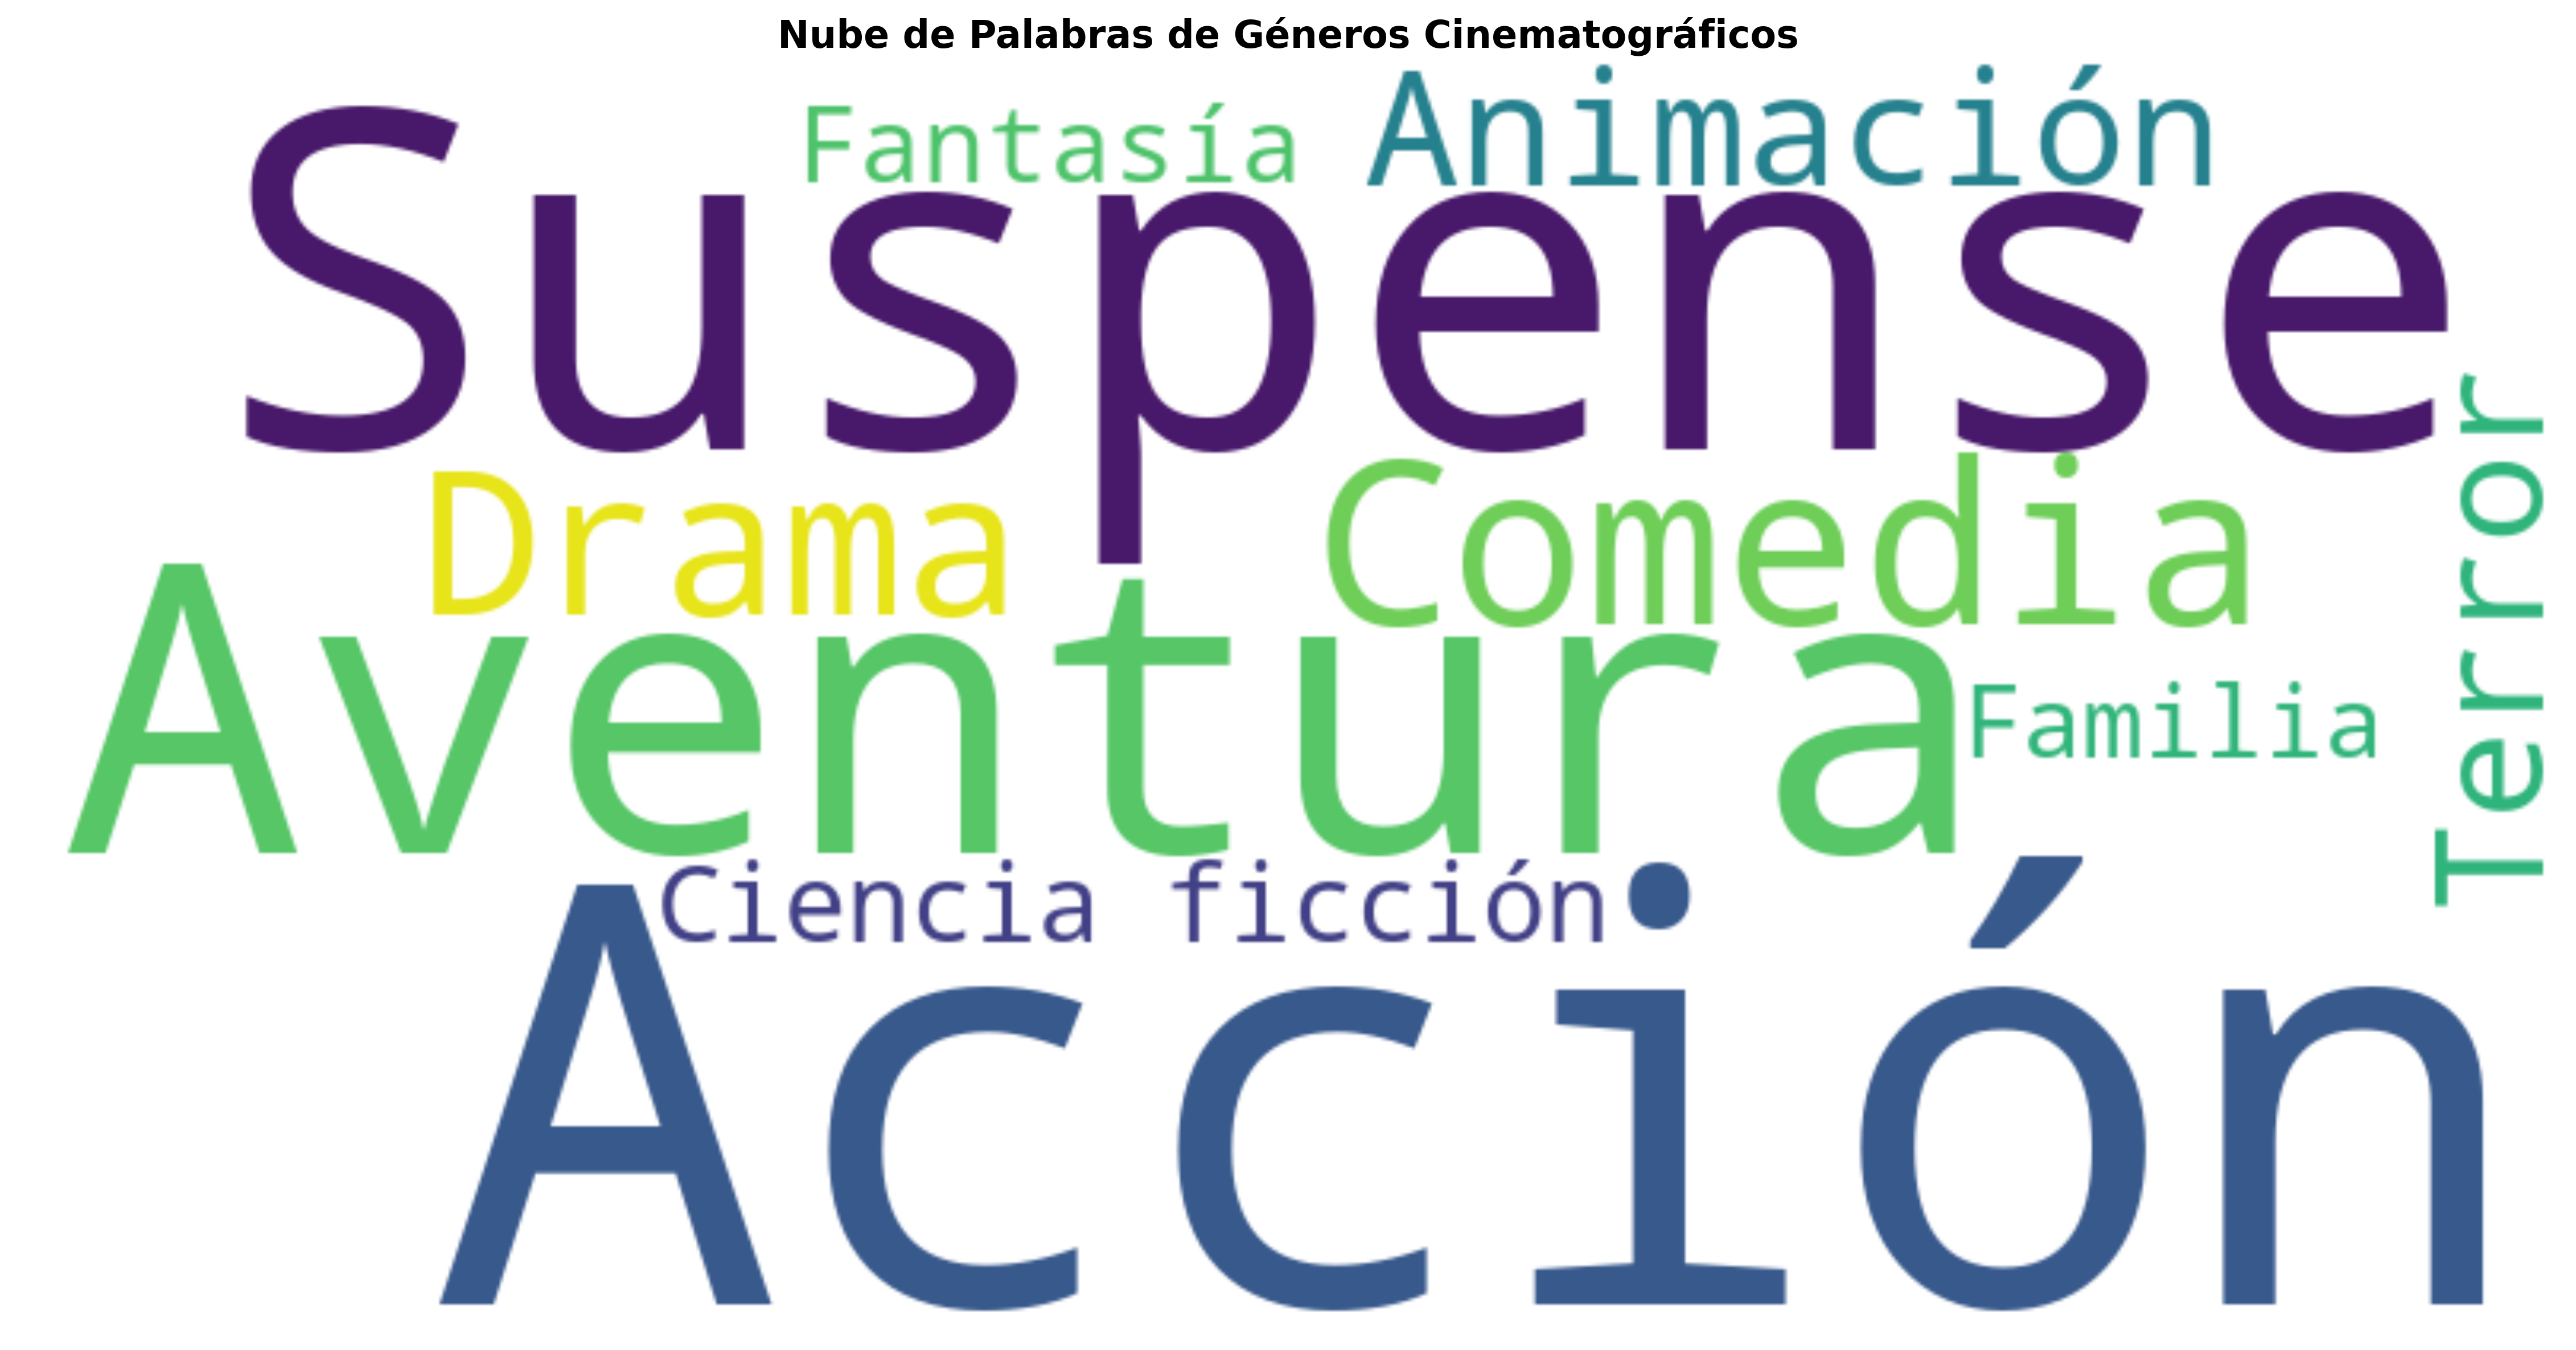 Nube de Palabras de Géneros Cinematográficos
Fantasía
Animación
Suspense
Drama
Comedia
Terror
Aventura
Familia
Ciencia ficción
Acción